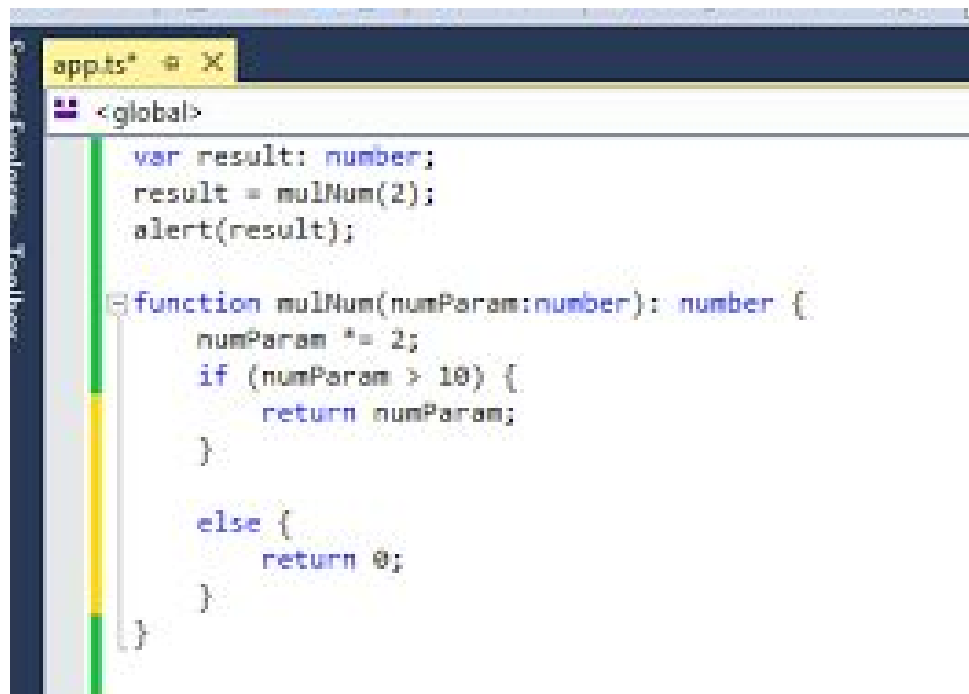 app.ts*
<global>
var result: number;
result = mulNum(2);
alert(result);
function mulNum(numParam:number): number {
numParam *= 2;
if (numParam > 10) {
return numParam;
}
else {
return 0;
}
}